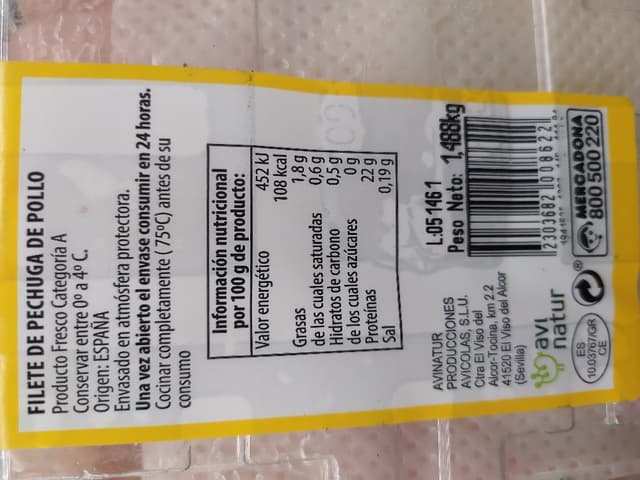 FILETE DE PECHUGA DE POLLO
Producto Fresco Categoría A
Conservar entre 0º a 4º C.
Origen: ESPAÑA
Envasado en atmósfera protectora.
Una vez abierto el envase consumir en 24 horas.
Cocinar completamente (75ºC) antes de su
consumo
Información nutricional
por 100 g de producto:
Valor energético 452 kJ
108 kcal
Grasas 1,8 g
de las cuales saturadas 0,6 g
Hidratos de carbono 0,5 g
de los cuales azúcares 0 g
Proteínas 22 g
Sal 0,19 g
L:051461
Peso Neto: 1,488kg
2303682 008622
AVINATUR
PRODUCCIONES
AVICOLAS, S.L.U.
Ctra El Viso del
Alcor-Tocina, km 2.2
41520 El Viso del Alcor
(Sevilla)
MERCADONA
800 500 220
avi
natur
®
ES
10.03767/GR
CE